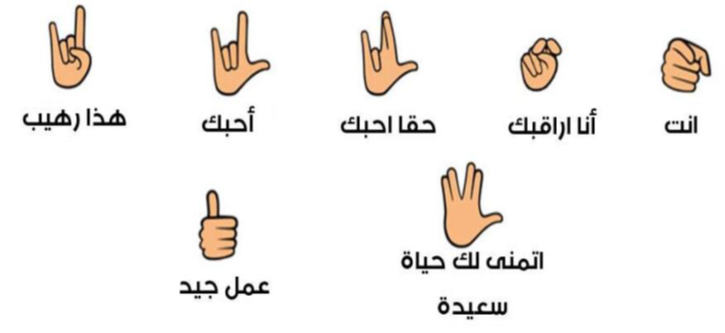 انت
أنا اراقبك
حقا احبك
أحبك
هذا رهيب
اتمنى لك حياة
سعيدة
عمل جيد